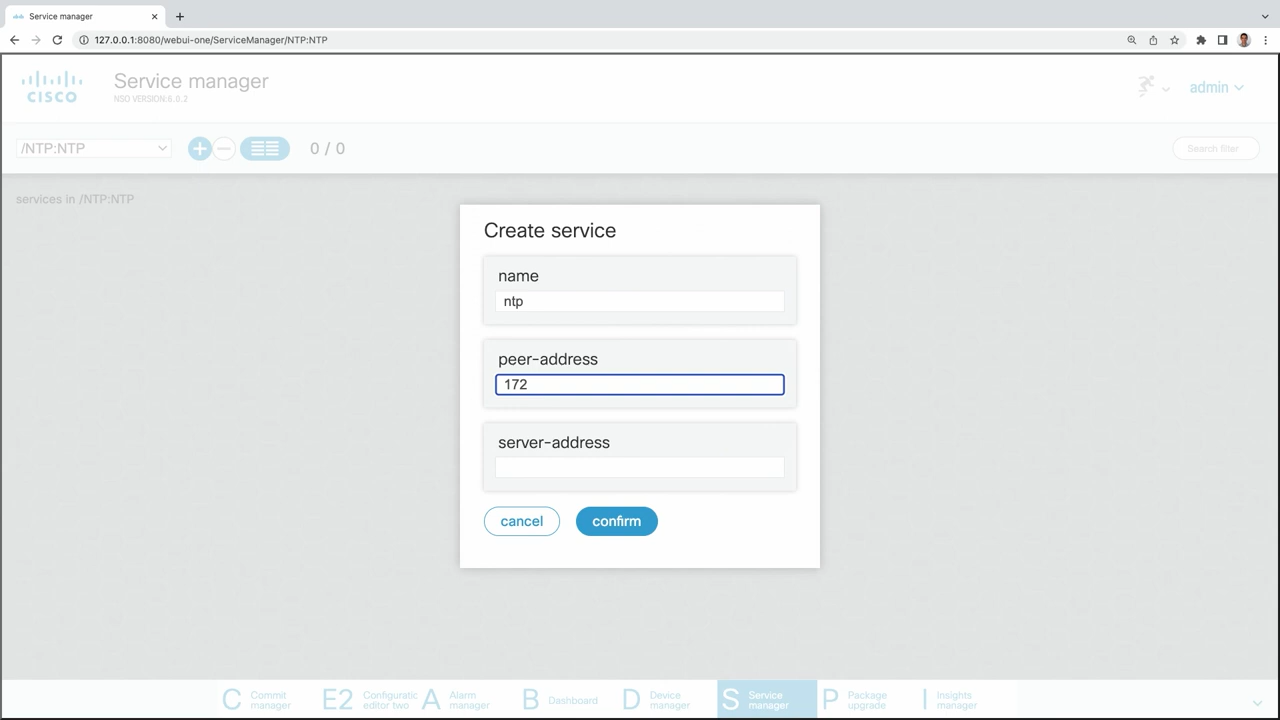 Service manager
127.0.0.1:8080/webui-one/ServiceManager/NTP:NTP
CISCO
Service manager
NSO VERSION:6.0.2
admin
/NTP:NTP
0 / 0
Search filter
services in /NTP:NTP
Create service
name
ntp
peer-address
172
server-address
cancel
confirm
C Commit manager
E2 Configuratic editor two
A Alarm manager
B Dashboard
D Device manager
S Service manager
P Package upgrade
I Insights manager